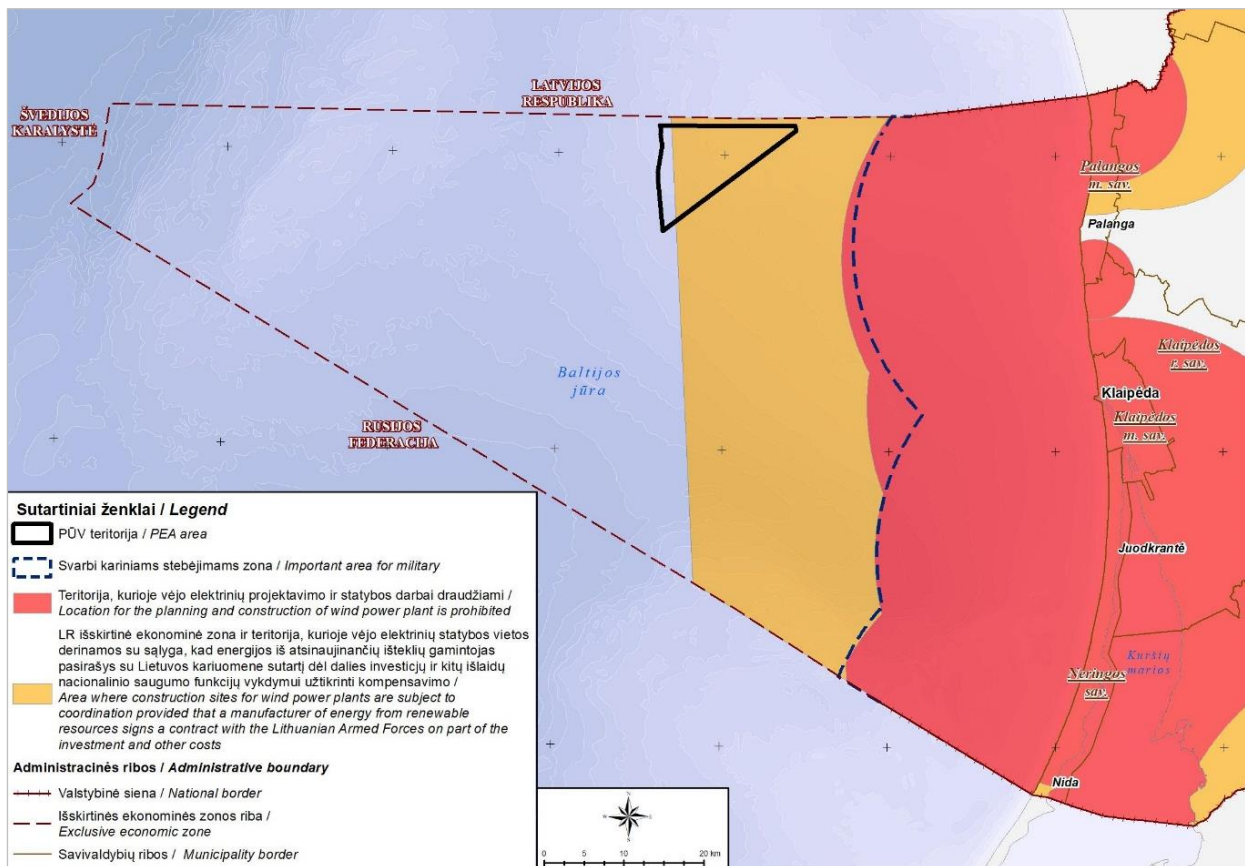 LATVIJOS
RESPUBLIKA
ŠVEDIJOS
KARALYSTĖ
Palangos
m. sav.
Palanga
Klaipėdos
r. sav.
Baltijos
jūra
Klaipėda
Klaipėdos
m. sav.
RUSIJOS
FEDERACIJA
Juodkrantė
Kuršių
marios
Neringos
sav.
Nida
Sutartiniai ženklai / Legend
PŪV teritorija / PEA area
Svarbi kariniams stebėjimams zona / Important area for military
Teritorija, kurioje vėjo elektrinių projektavimo ir statybos darbai draudžiami /
Location for the planning and construction of wind power plant is prohibited
LR išskirtinė ekonominė zona ir teritorija, kurioje vėjo elektrinių statybos vietos
derinamos su sąlyga, kad energijos iš atsinaujinančių išteklių gamintojas
pasirašys su Lietuvos kariuomene sutartį dėl dalies investicijų ir kitų išlaidų
nacionalinio saugumo funkcijų vykdymui užtikrinti kompensavimo /
Area where construction sites for wind power plants are subject to
coordination provided that a manufacturer of energy from renewable
resources signs a contract with the Lithuanian Armed Forces on part of the
investment and other costs
Administracinės ribos / Administrative boundary
Valstybinė siena / National border
Išskirtinės ekonominės zonos riba /
Exclusive economic zone
Savivaldybių ribos / Municipality border
N
W E
S
0 5 10 20 km